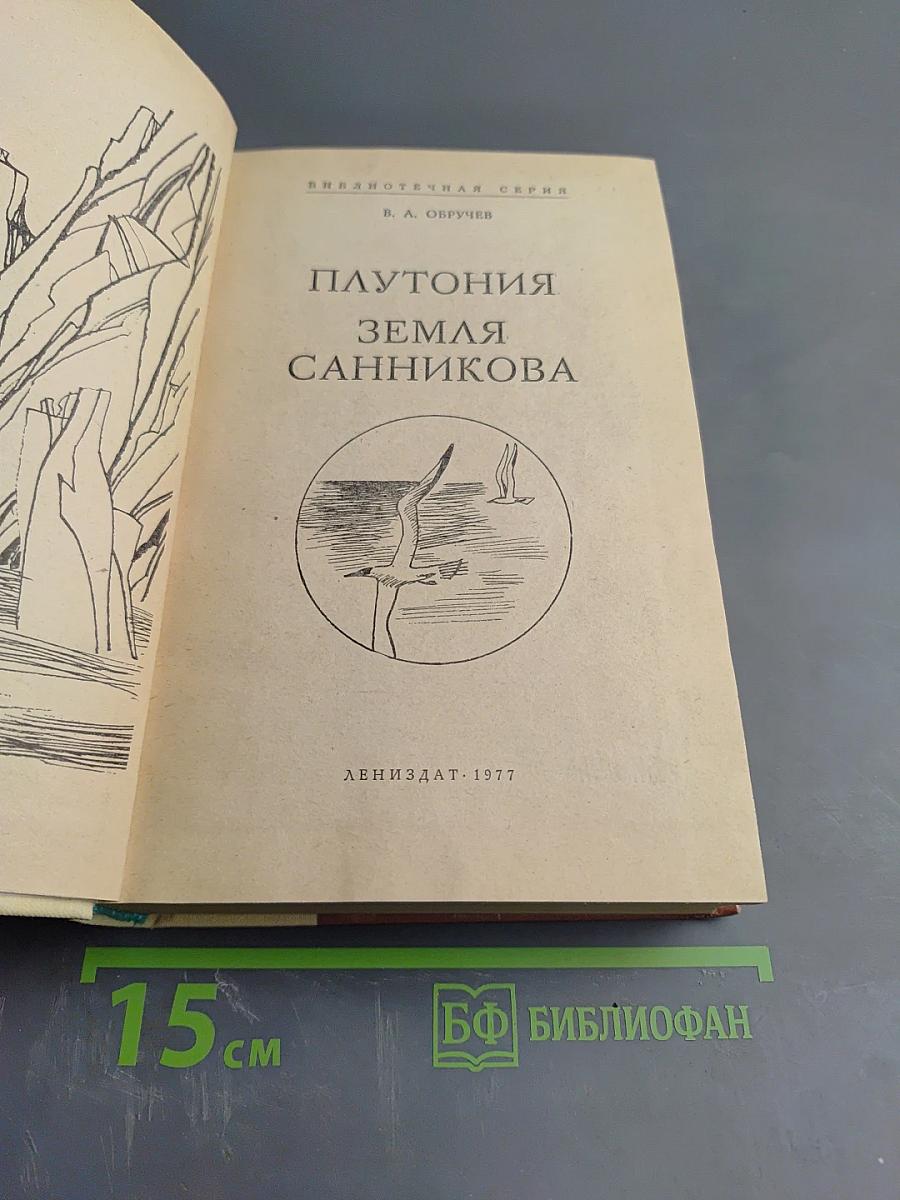 БИБЛИОТЕЧНАЯ СЕРИЯ
В. А. ОБРУЧЕВ
ПЛУТОНИЯ
ЗЕМЛЯ
САННИКОВА
ЛЕНИЗДАТ · 1977
15 см
БФ БИБЛИОФАН